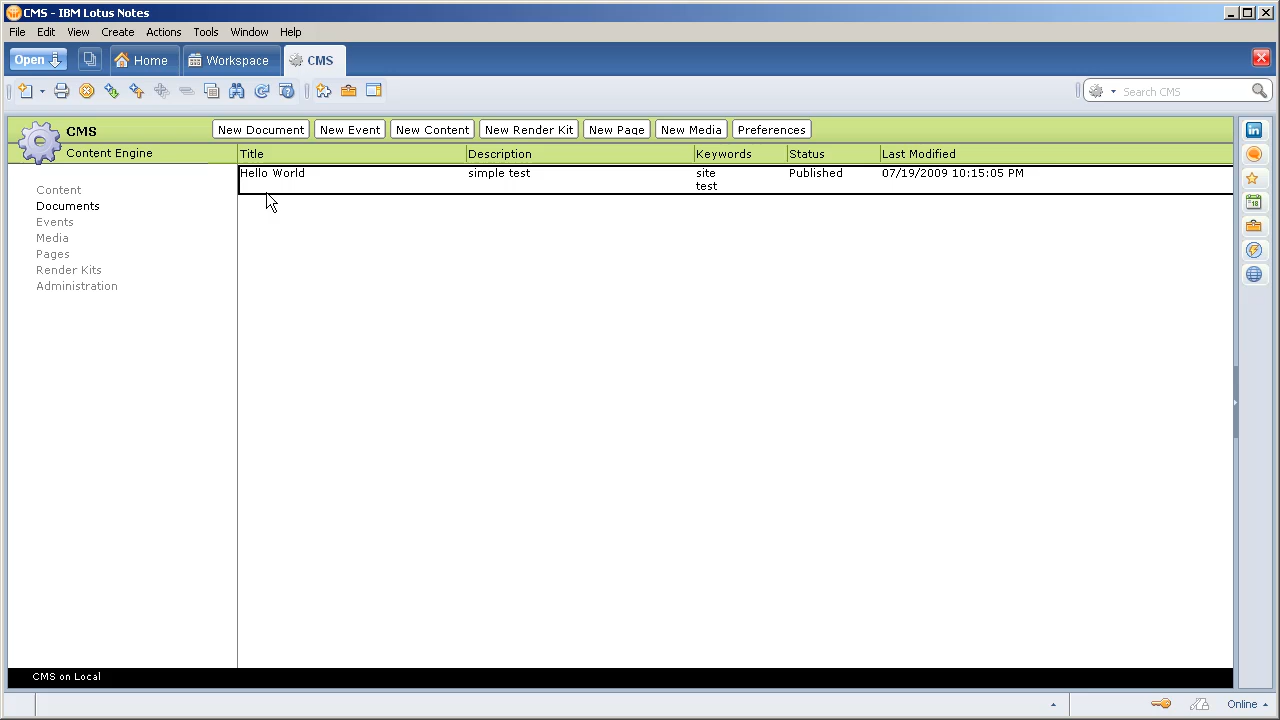 CMS - IBM Lotus Notes
File Edit View Create Actions Tools Window Help
Open Home Workspace CMS
Search CMS
CMS
Content Engine
New Document New Event New Content New Render Kit New Page New Media Preferences
Title Description Keywords Status Last Modified
Hello World simple test site Published 07/19/2009 10:15:05 PM
test
Content
Documents
Events
Media
Pages
Render Kits
Administration
CMS on Local
Online